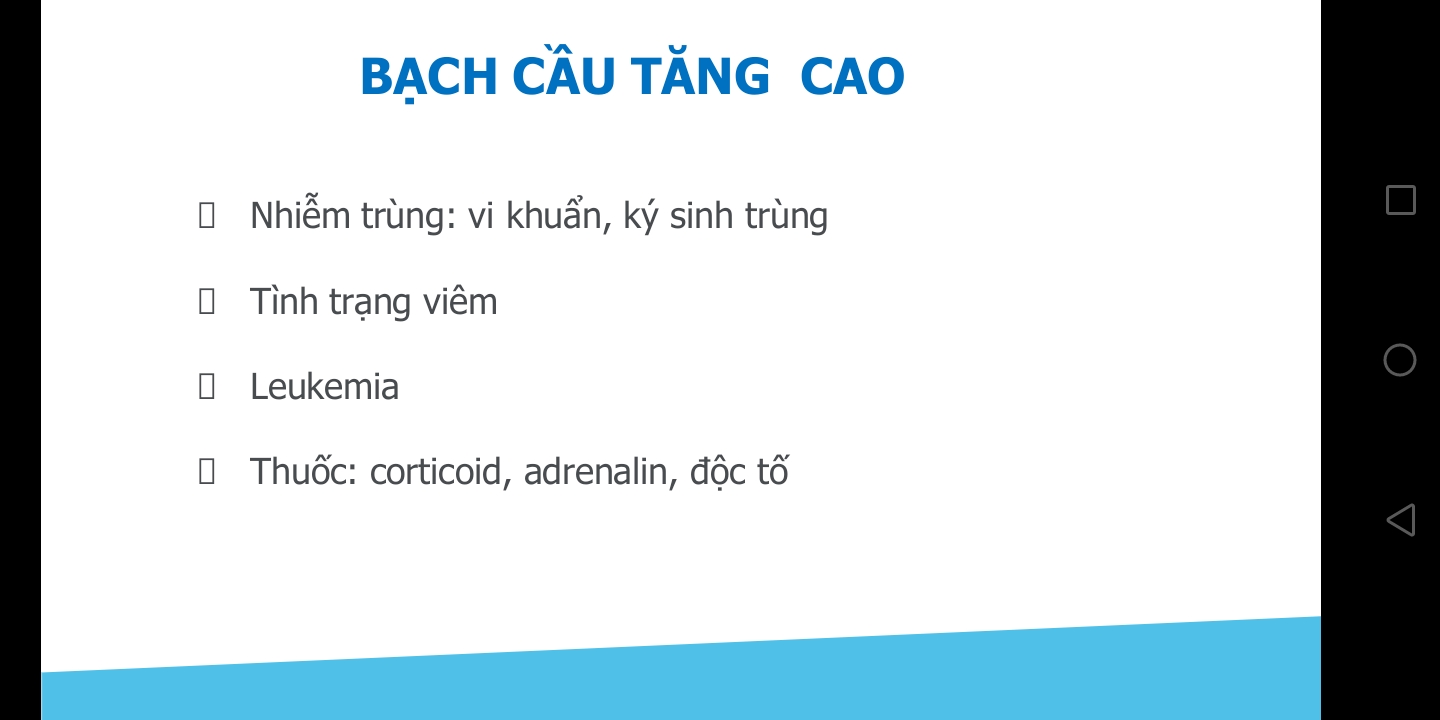 BẠCH CẦU TĂNG CAO
Nhiễm trùng: vi khuẩn, ký sinh trùng
Tình trạng viêm
Leukemia
Thuốc: corticoid, adrenalin, độc tố